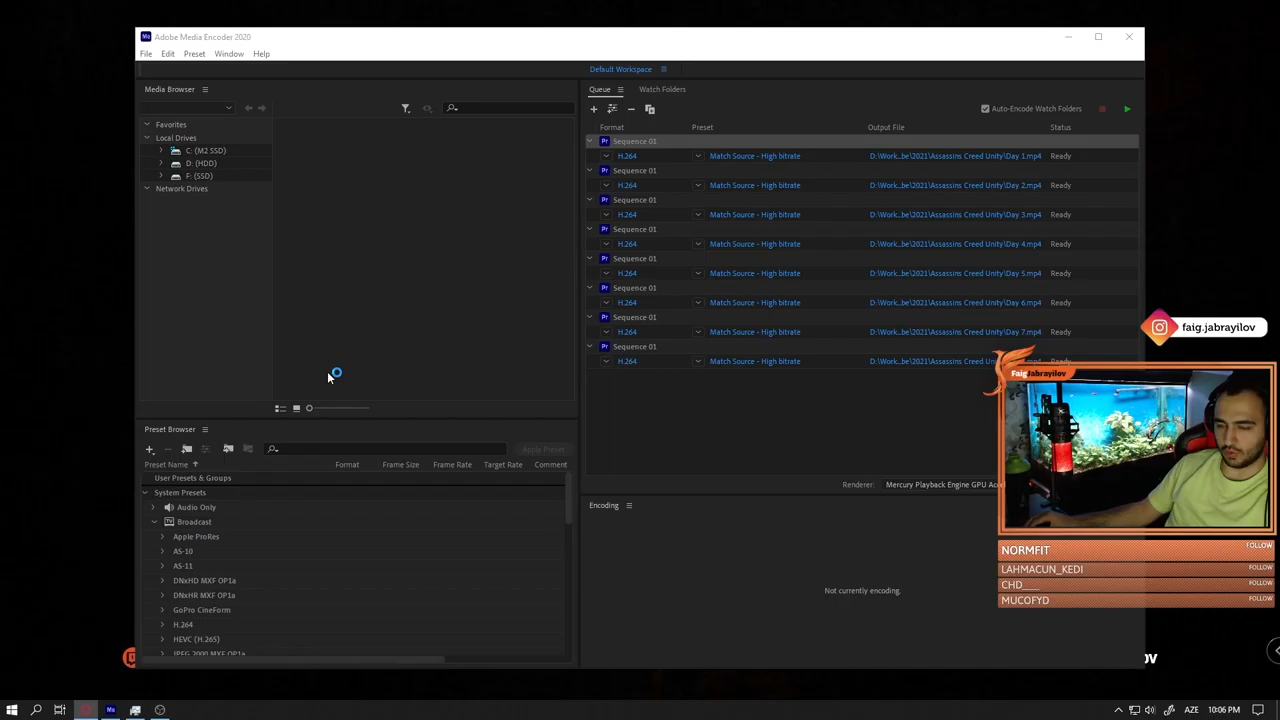 Adobe Media Encoder 2020
File Edit Preset Window Help
Default Workspace
Media Browser
Favorites
Local Drives
C: (M2 SSD)
D: (HDD)
F: (SSD)
Network Drives
Queue Watch Folders
Auto-Encode Watch Folders
Format Preset Output File Status
Sequence 01
H.264 Match Source - High bitrate D:\Work...be\2021\Assassins Creed Unity\Day 1.mp4 Ready
Sequence 01
H.264 Match Source - High bitrate D:\Work...be\2021\Assassins Creed Unity\Day 2.mp4 Ready
Sequence 01
H.264 Match Source - High bitrate D:\Work...be\2021\Assassins Creed Unity\Day 3.mp4 Ready
Sequence 01
H.264 Match Source - High bitrate D:\Work...be\2021\Assassins Creed Unity\Day 4.mp4 Ready
Sequence 01
H.264 Match Source - High bitrate D:\Work...be\2021\Assassins Creed Unity\Day 5.mp4 Ready
Sequence 01
H.264 Match Source - High bitrate D:\Work...be\2021\Assassins Creed Unity\Day 6.mp4 Ready
Sequence 01
H.264 Match Source - High bitrate D:\Work...be\2021\Assassins Creed Unity\Day 7.mp4 Ready
Sequence 01
H.264 Match Source - High bitrate
Renderer: Mercury Playback Engine GPU
Preset Browser
Apply Preset
Preset Name Format Frame Size Frame Rate Target Rate Comment
User Presets & Groups
System Presets
Audio Only
Broadcast
Apple ProRes
AS-10
AS-11
DNxHD MXF OP1a
DNxHR MXF OP1a
GoPro CineForm
H.264
HEVC (H.265)
JPEG 2000 MXF OP1a
Encoding
Not currently encoding.
faig.jabrayilov
FaigJabrayilov
NORMFIT FOLLOW
LAHMACUN_KEDI FOLLOW
CHD___ FOLLOW
MUCOFYD FOLLOW
AZE 10:06 PM